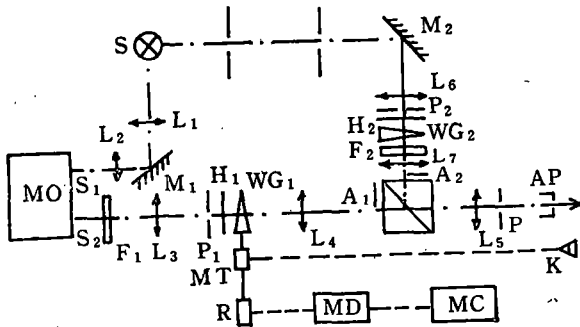 S M₂
L₆
P₂
L₂ L₁ H₂ WG₂
F₂ L₇
MO S₁ M₁ H₁ WG₁ A₂
A₁ AP
S₂ F₁ L₃ P₁ L₄ L₅ P
MT K
R MD MC